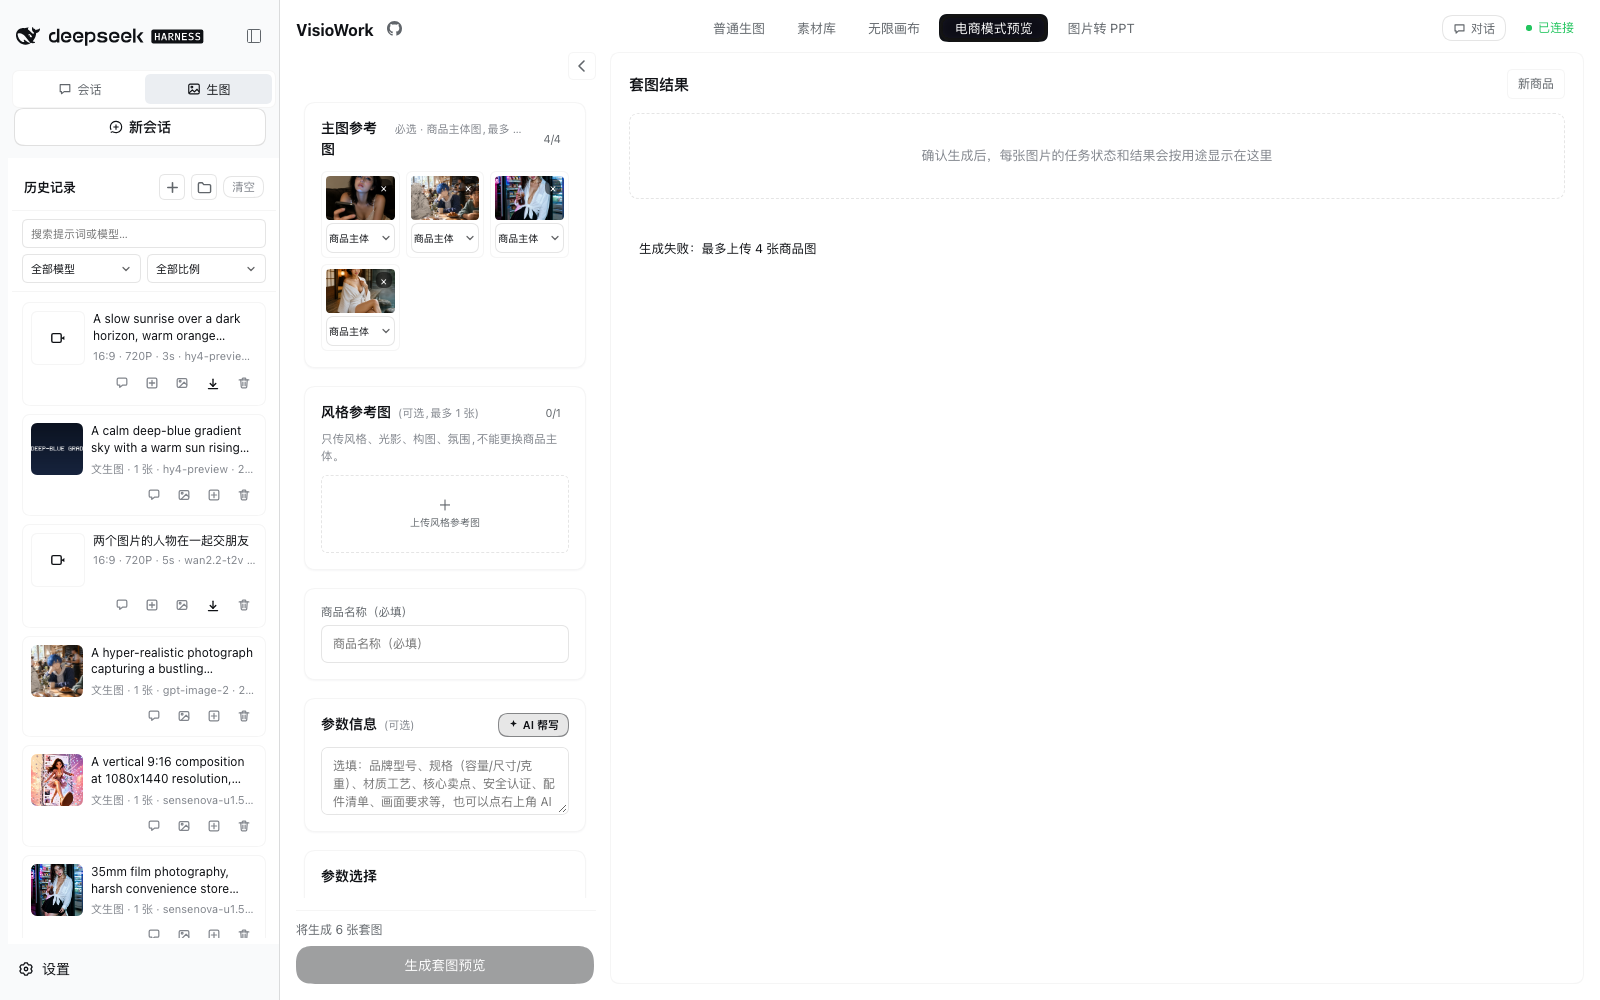 deepseek HARNESS
会话
生图
新会话
历史记录
清空
搜索提示词或模型...
全部模型
全部比例
A slow sunrise over a dark
horizon, warm orange...
16:9 · 720P · 3s · hy4-previe...
A calm deep-blue gradient
sky with a warm sun rising...
文生图 · 1 张 · hy4-preview · 2...
两个图片的人物在一起交朋友
16:9 · 720P · 5s · wan2.2-t2v ...
A hyper-realistic photograph
capturing a bustling...
文生图 · 1 张 · gpt-image-2 · 2...
A vertical 9:16 composition
at 1080x1440 resolution,...
文生图 · 1 张 · sensenova-u1.5...
35mm film photography,
harsh convenience store...
文生图 · 1 张 · sensenova-u1.5...
设置
VisioWork
普通生图
素材库
无限画布
电商模式预览
图片转 PPT
对话
已连接
主图参考图
必选 · 商品主体图,最多 ...
4/4
商品主体
商品主体
商品主体
商品主体
风格参考图 (可选,最多 1 张)
0/1
只传风格、光影、构图、氛围,不能更换商品主
体。
上传风格参考图
商品名称（必填）
商品名称（必填）
参数信息 (可选)
AI 帮写
选填：品牌型号、规格（容量/尺寸/克
重）、材质工艺、核心卖点、安全认证、配
件清单、画面要求等，也可以点右上角 AI
参数选择
将生成 6 张套图
生成套图预览
套图结果
新商品
确认生成后，每张图片的任务状态和结果会按用途显示在这里
生成失败：最多上传 4 张商品图